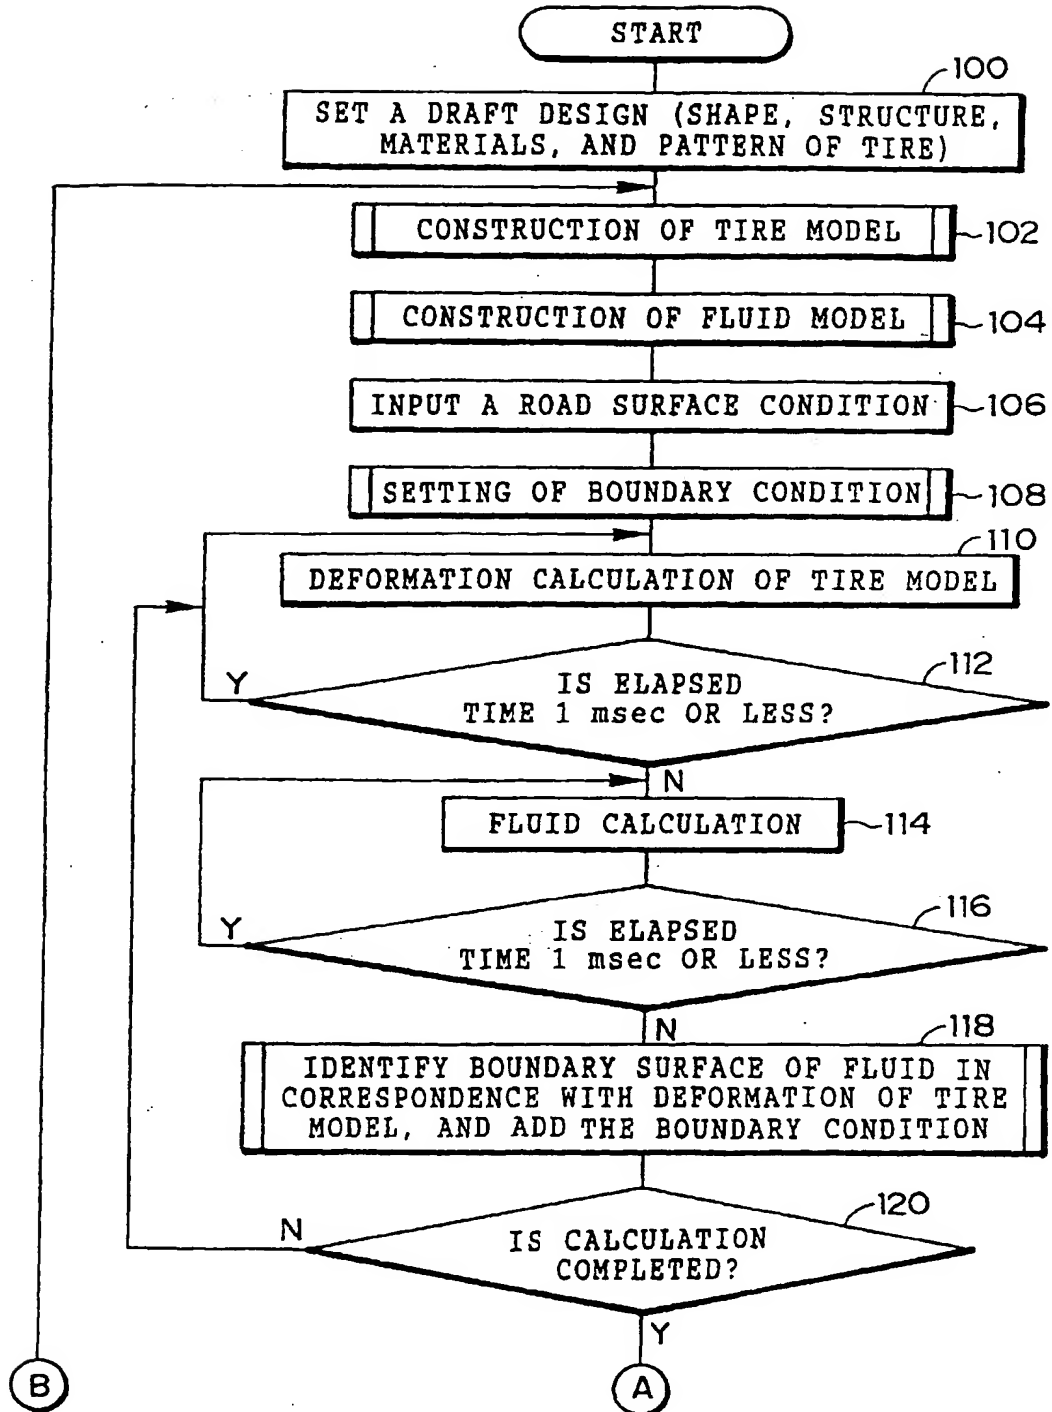 START
100
SET A DRAFT DESIGN (SHAPE, STRUCTURE,
MATERIALS, AND PATTERN OF TIRE)
CONSTRUCTION OF TIRE MODEL
102
CONSTRUCTION OF FLUID MODEL
104
INPUT A ROAD SURFACE CONDITION
106
SETTING OF BOUNDARY CONDITION
108
110
DEFORMATION CALCULATION OF TIRE MODEL
112
Y
IS ELAPSED
TIME 1 msec OR LESS?
N
FLUID CALCULATION
114
116
Y
IS ELAPSED
TIME 1 msec OR LESS?
N
118
IDENTIFY BOUNDARY SURFACE OF FLUID IN
CORRESPONDENCE WITH DEFORMATION OF TIRE
MODEL, AND ADD THE BOUNDARY CONDITION
120
N
IS CALCULATION
COMPLETED?
Y
B
A